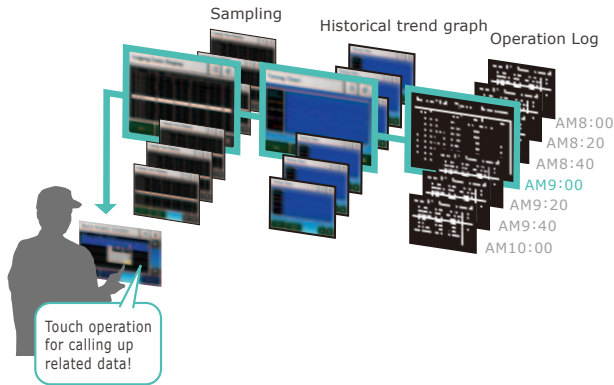 Sampling
Historical trend graph
Operation Log
AM8:00
AM8:20
AM8:40
AM9:00
AM9:20
AM9:40
AM10:00
Touch operation
for calling up
related data!